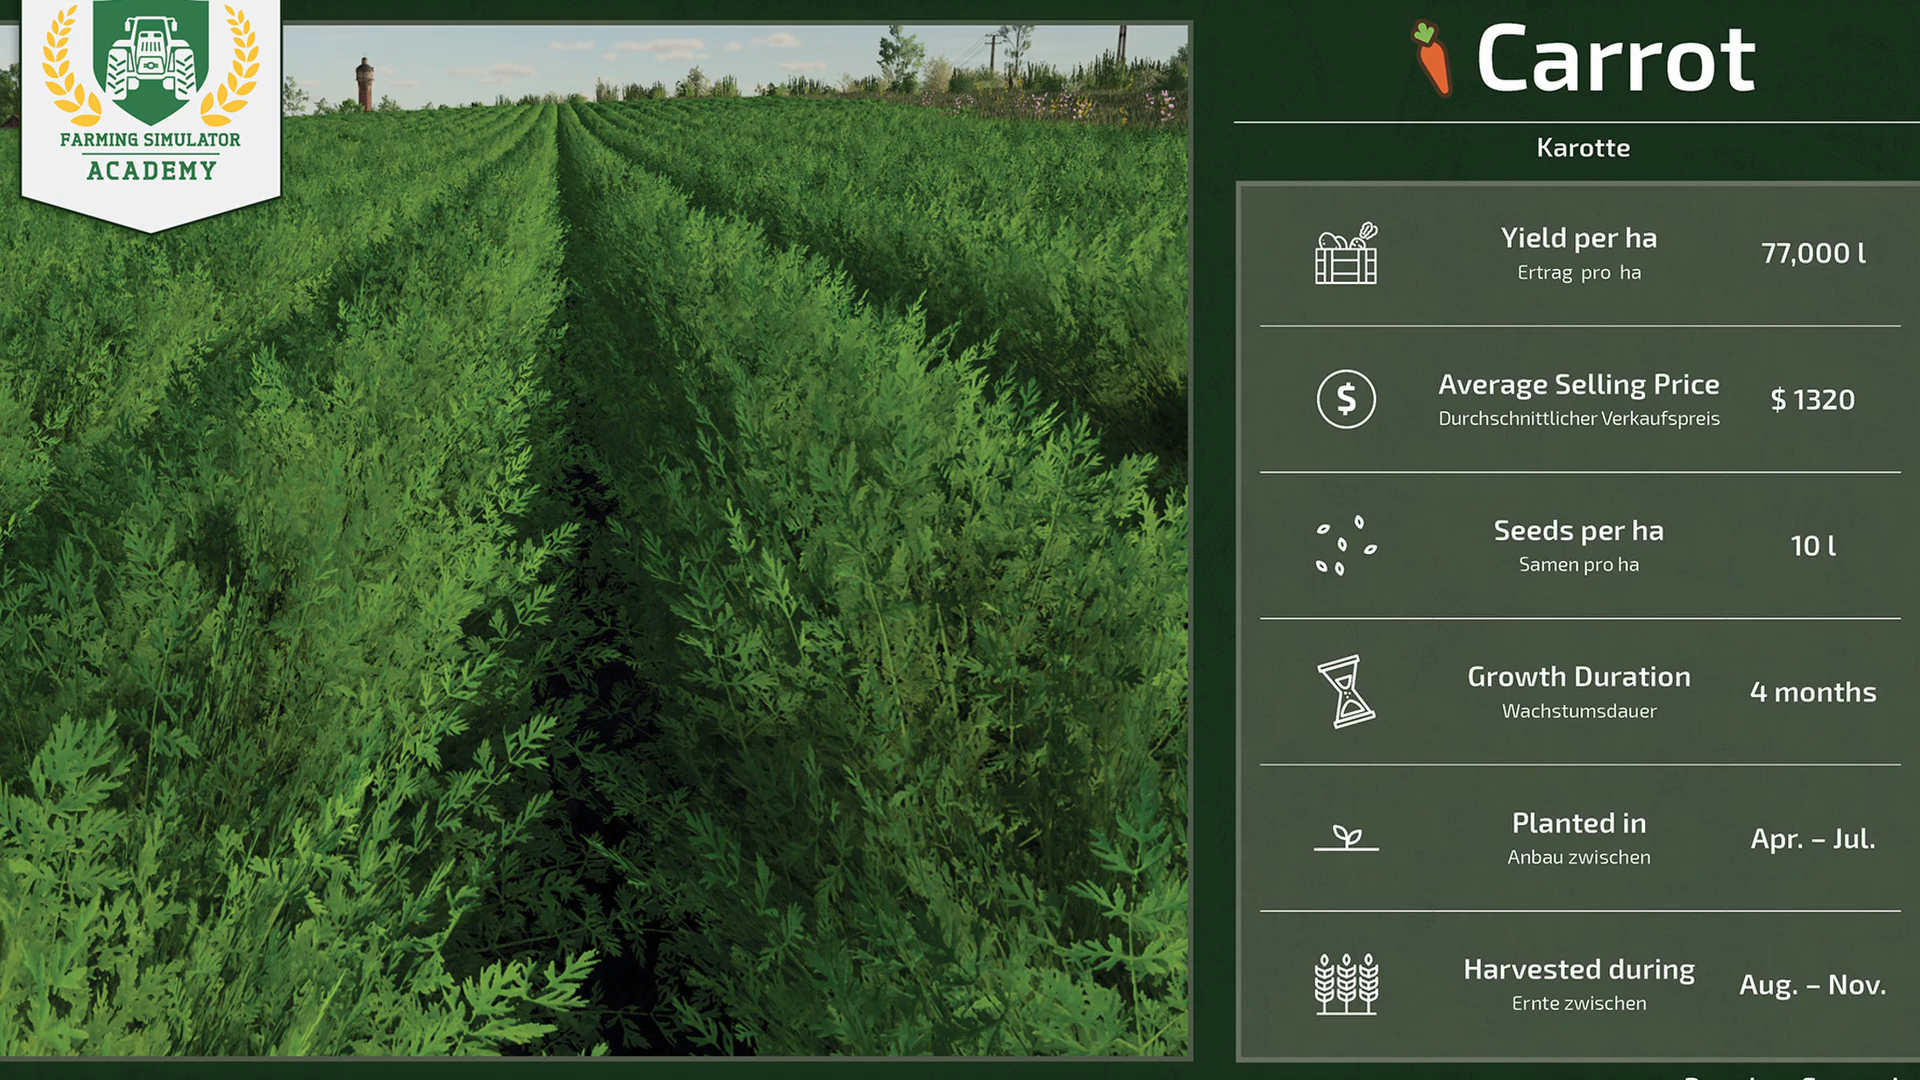 FARMING SIMULATOR
ACADEMY
Carrot
Karotte
Yield per ha
Ertrag pro ha
77,000 l
Average Selling Price
Durchschnittlicher Verkaufspreis
$ 1320
Seeds per ha
Samen pro ha
10 l
Growth Duration
Wachstumsdauer
4 months
Planted in
Anbau zwischen
Apr. – Jul.
Harvested during
Ernte zwischen
Aug. – Nov.